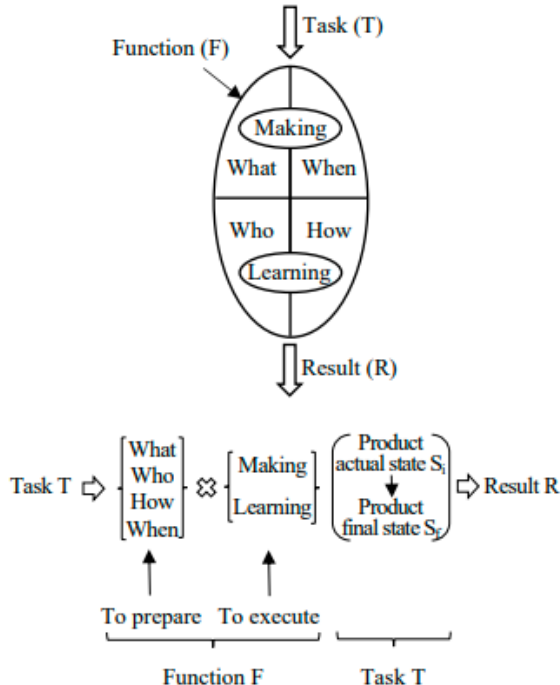 Task (T)
Function (F)
Making
What When
Who How
Learning
Result (R)
Task T
What
Who
How
When
Making
Learning
Product
actual state Si
Product
final state Sf
Result R
To prepare To execute
Function F Task T